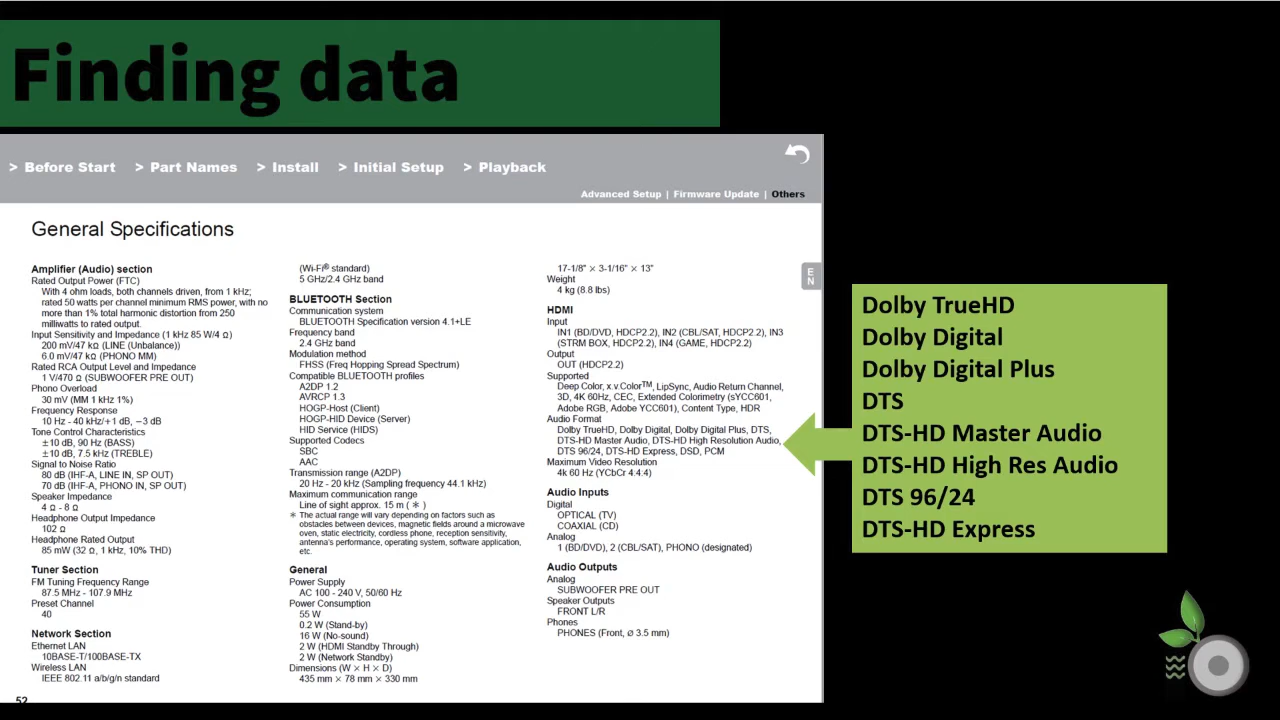 Finding data
> Before Start > Part Names > Install > Initial Setup > Playback
Advanced Setup | Firmware Update | Others
General Specifications
Amplifier (Audio) section
Rated Output Power (FTC)
With 4 ohm loads, both channels driven, from 1 kHz;
rated 50 watts per channel minimum RMS power, with no
more than 1% total harmonic distortion from 250
milliwatts to rated output.
Input Sensitivity and Impedance (1 kHz 85 W/4 Ω)
200 mV/47 kΩ (LINE (Unbalance))
6.0 mV/47 kΩ (PHONO MM)
Rated RCA Output Level and Impedance
1 V/470 Ω (SUBWOOFER PRE OUT)
Phono Overload
30 mV (MM 1 kHz 1%)
Frequency Response
10 Hz - 40 kHz/+1 dB, −3 dB
Tone Control Characteristics
±10 dB, 90 Hz (BASS)
±10 dB, 7.5 kHz (TREBLE)
Signal to Noise Ratio
80 dB (IHF-A, LINE IN, SP OUT)
70 dB (IHF-A, PHONO IN, SP OUT)
Speaker Impedance
4 Ω - 8 Ω
Headphone Output Impedance
102 Ω
Headphone Rated Output
85 mW (32 Ω, 1 kHz, 10% THD)
Tuner Section
FM Tuning Frequency Range
87.5 MHz - 107.9 MHz
Preset Channel
40
Network Section
Ethernet LAN
10BASE-T/100BASE-TX
Wireless LAN
IEEE 802.11 a/b/g/n standard
52
(Wi-Fi® standard)
5 GHz/2.4 GHz band
BLUETOOTH Section
Communication system
BLUETOOTH Specification version 4.1+LE
Frequency band
2.4 GHz band
Modulation method
FHSS (Freq Hopping Spread Spectrum)
Compatible BLUETOOTH profiles
A2DP 1.2
AVRCP 1.3
HOGP-Host (Client)
HOGP-HID Device (Server)
HID Service (HIDS)
Supported Codecs
SBC
AAC
Transmission range (A2DP)
20 Hz - 20 kHz (Sampling frequency 44.1 kHz)
Maximum communication range
Line of sight approx. 15 m ( * )
* The actual range will vary depending on factors such as
obstacles between devices, magnetic fields around a microwave
oven, static electricity, cordless phone, reception sensitivity,
antenna's performance, operating system, software application,
etc.
General
Power Supply
AC 100 - 240 V, 50/60 Hz
Power Consumption
55 W
0.2 W (Stand-by)
16 W (No-sound)
2 W (HDMI Standby Through)
2 W (Network Standby)
Dimensions (W × H × D)
435 mm × 78 mm × 330 mm
17-1/8" × 3-1/16" × 13"
Weight
4 kg (8.8 lbs)
HDMI
Input
IN1 (BD/DVD, HDCP2.2), IN2 (CBL/SAT, HDCP2.2), IN3
(STRM BOX, HDCP2.2), IN4 (GAME, HDCP2.2)
Output
OUT (HDCP2.2)
Supported
Deep Color, x.v.Color™, LipSync, Audio Return Channel,
3D, 4K 60Hz, CEC, Extended Colorimetry (sYCC601,
Adobe RGB, Adobe YCC601), Content Type, HDR
Audio Format
Dolby TrueHD, Dolby Digital, Dolby Digital Plus, DTS,
DTS-HD Master Audio, DTS-HD High Resolution Audio,
DTS 96/24, DTS-HD Express, DSD, PCM
Maximum Video Resolution
4k 60 Hz (YCbCr 4:4:4)
Audio Inputs
Digital
OPTICAL (TV)
COAXIAL (CD)
Analog
1 (BD/DVD), 2 (CBL/SAT), PHONO (designated)
Audio Outputs
Analog
SUBWOOFER PRE OUT
Speaker Outputs
FRONT L/R
Phones
PHONES (Front, ø 3.5 mm)
EN
Dolby TrueHD
Dolby Digital
Dolby Digital Plus
DTS
DTS-HD Master Audio
DTS-HD High Res Audio
DTS 96/24
DTS-HD Express